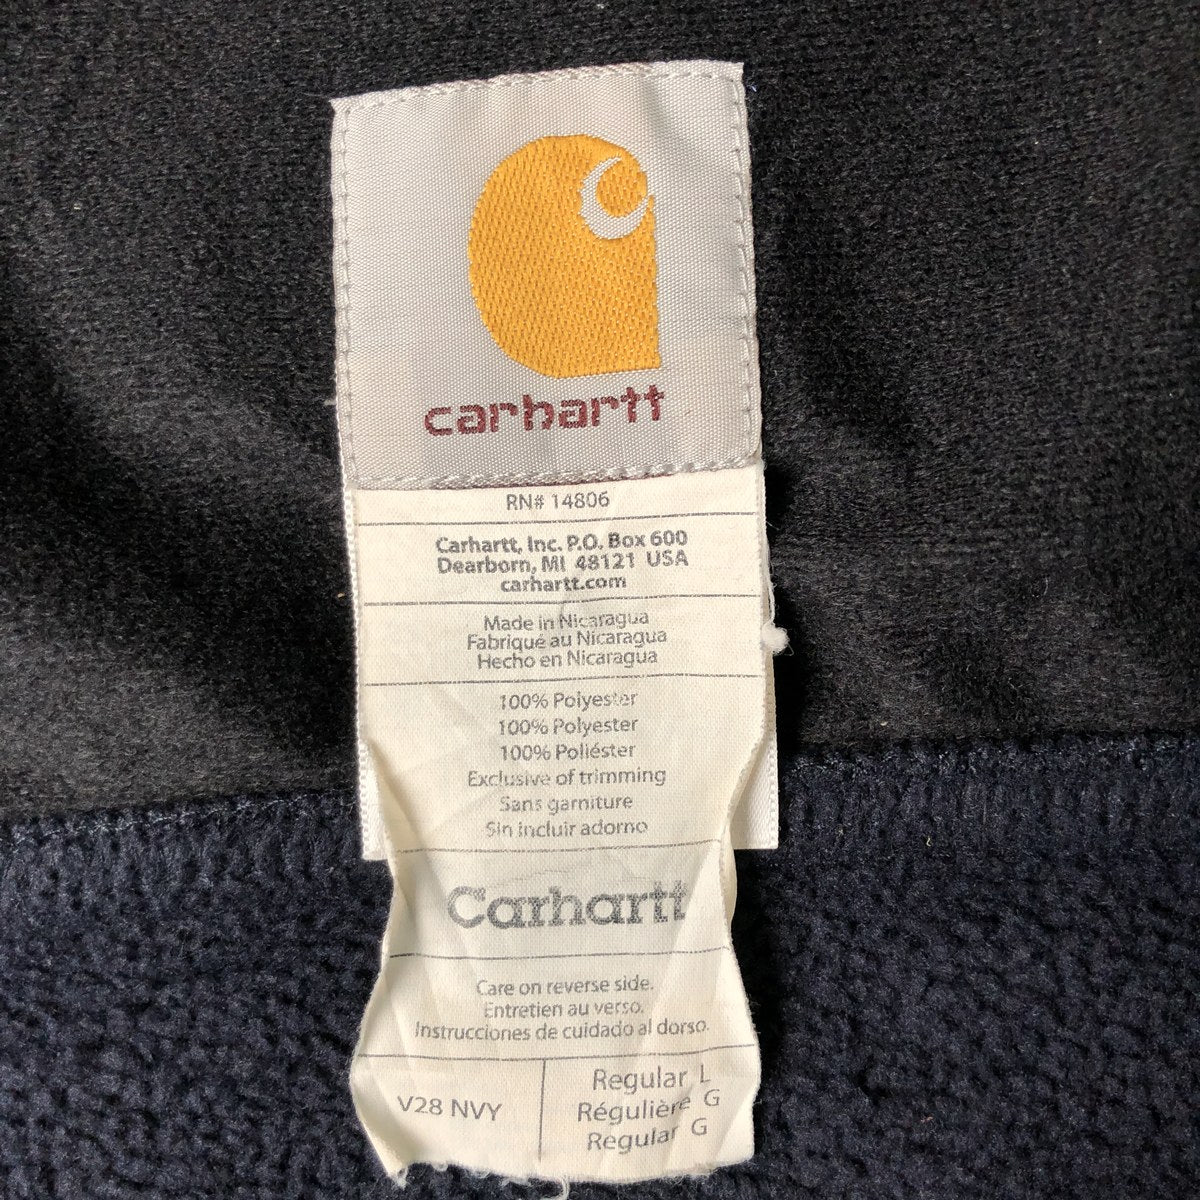 carhartt
RN# 14806
Carhartt, Inc. P.O. Box 600
Dearborn, MI 48121 USA
carhartt.com
Made in Nicaragua
Fabriqué au Nicaragua
Hecho en Nicaragua
100% Polyester
100% Polyester
100% Poliéster
Exclusive of trimming
Sans garniture
Sin incluir adorno
Carhartt
Care on reverse side.
Entretien au verso.
Instrucciones de cuidado al dorso.
V28 NVY
Regular L
Régulière G
Regular G